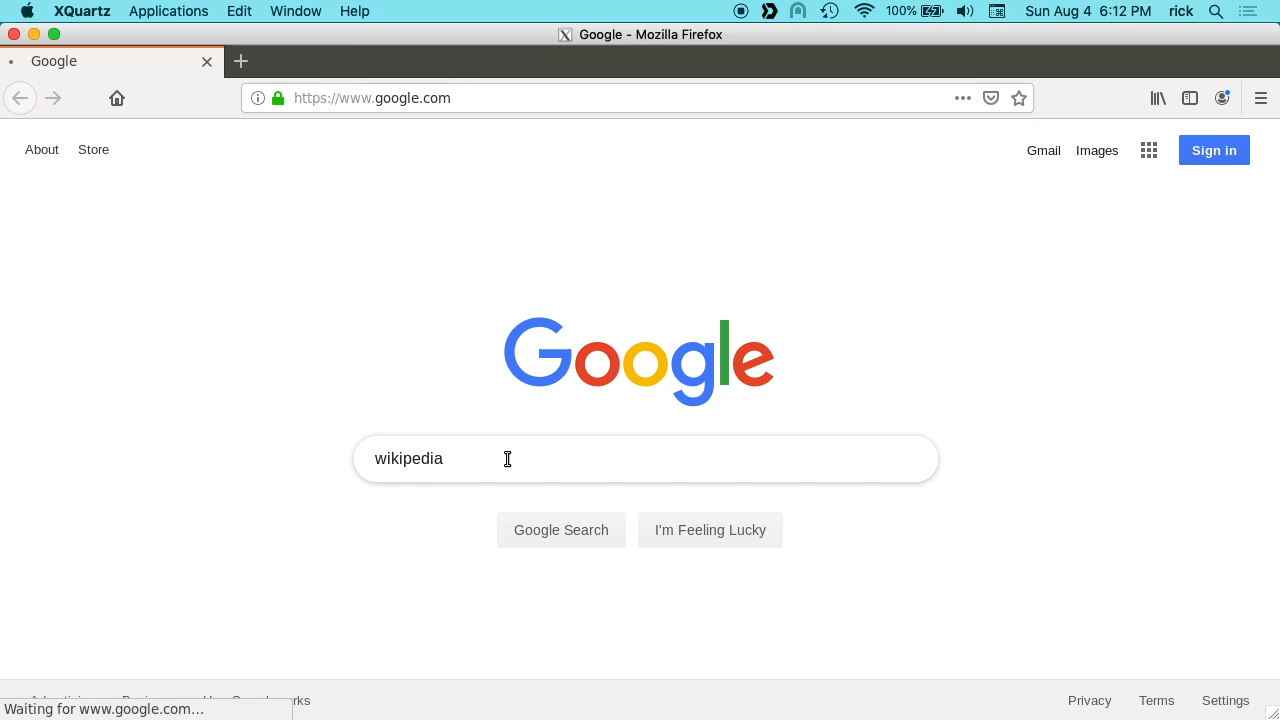 XQuartz Applications Edit Window Help 100% Sun Aug 4 6:12 PM rick
Google - Mozilla Firefox
Google
https://www.google.com
About Store Gmail Images Sign in
Google
wikipedia
Google Search I'm Feeling Lucky
Privacy Terms Settings
Waiting for www.google.com...